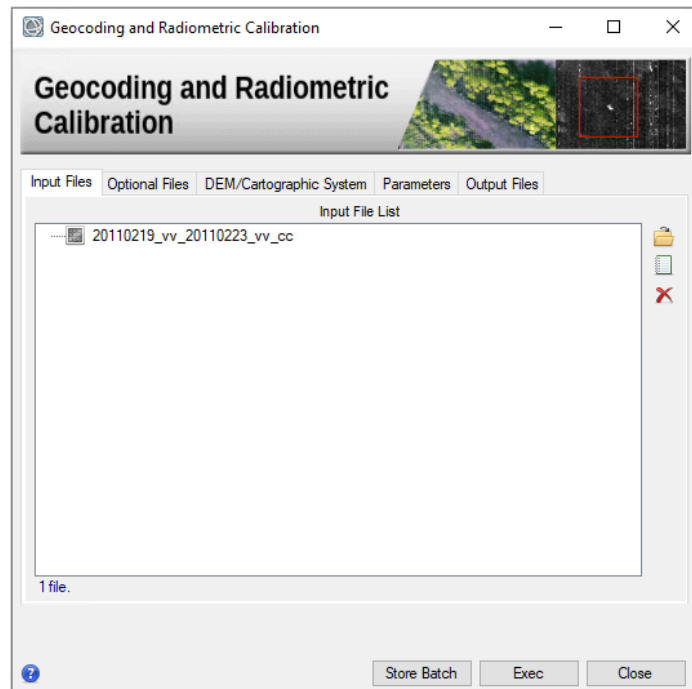 Geocoding and Radiometric Calibration
Geocoding and Radiometric
Calibration
Input Files Optional Files DEM/Cartographic System Parameters Output Files
Input File List
20110219_vv_20110223_vv_cc
1 file.
Store Batch Exec Close